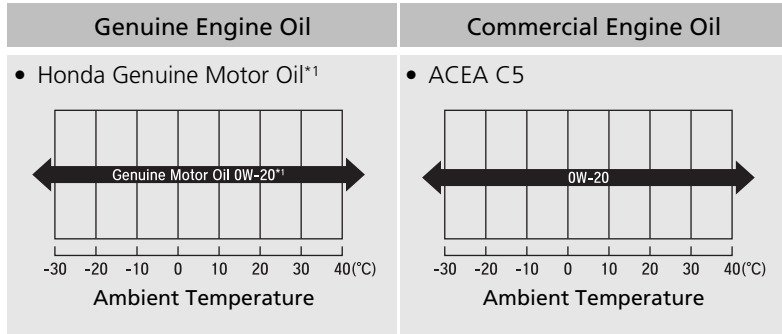 Genuine Engine Oil
Commercial Engine Oil
• Honda Genuine Motor Oil*1
Genuine Motor Oil 0W-20*1
-30 -20 -10 0 10 20 30 40(°C)
Ambient Temperature
• ACEA C5
0W-20
-30 -20 -10 0 10 20 30 40(°C)
Ambient Temperature